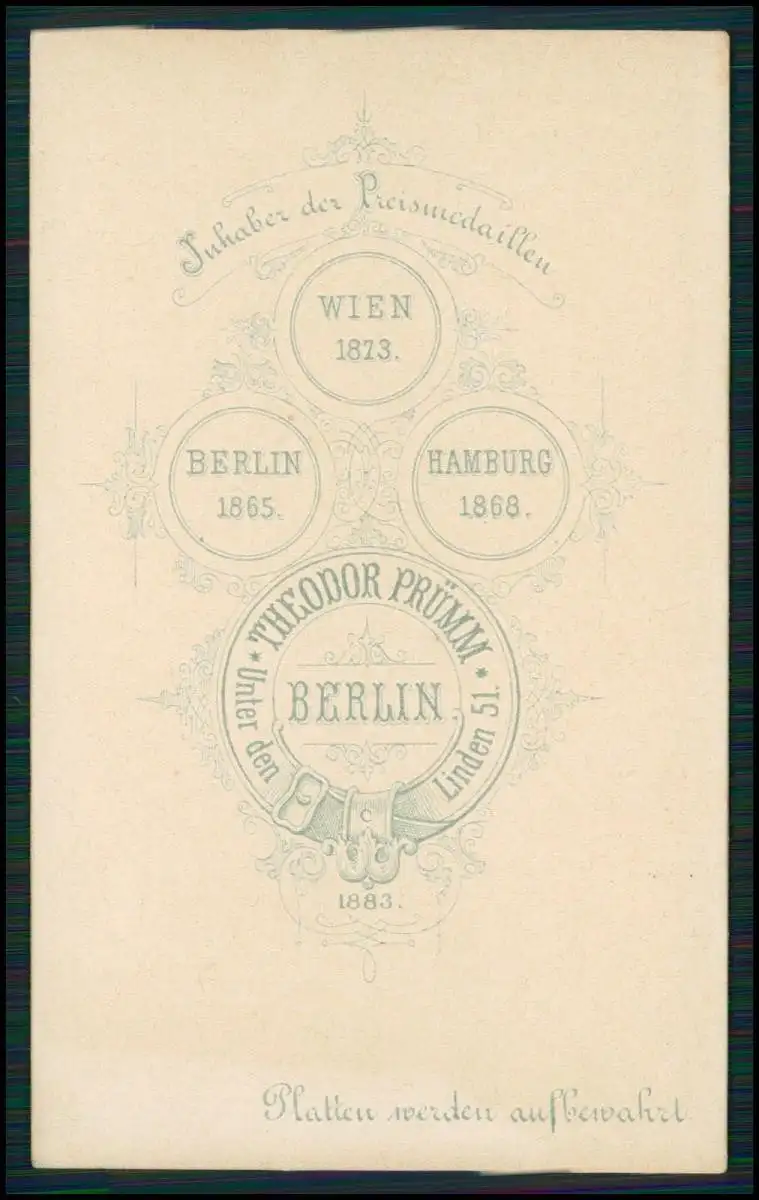 Inhaber der Preismedaillen
WIEN
1873.
BERLIN
1865.
HAMBURG
1868.
* THEODOR PRÜMM *
Unter den Linden 51.
BERLIN.
C
1883.
Platten werden aufbewahrt